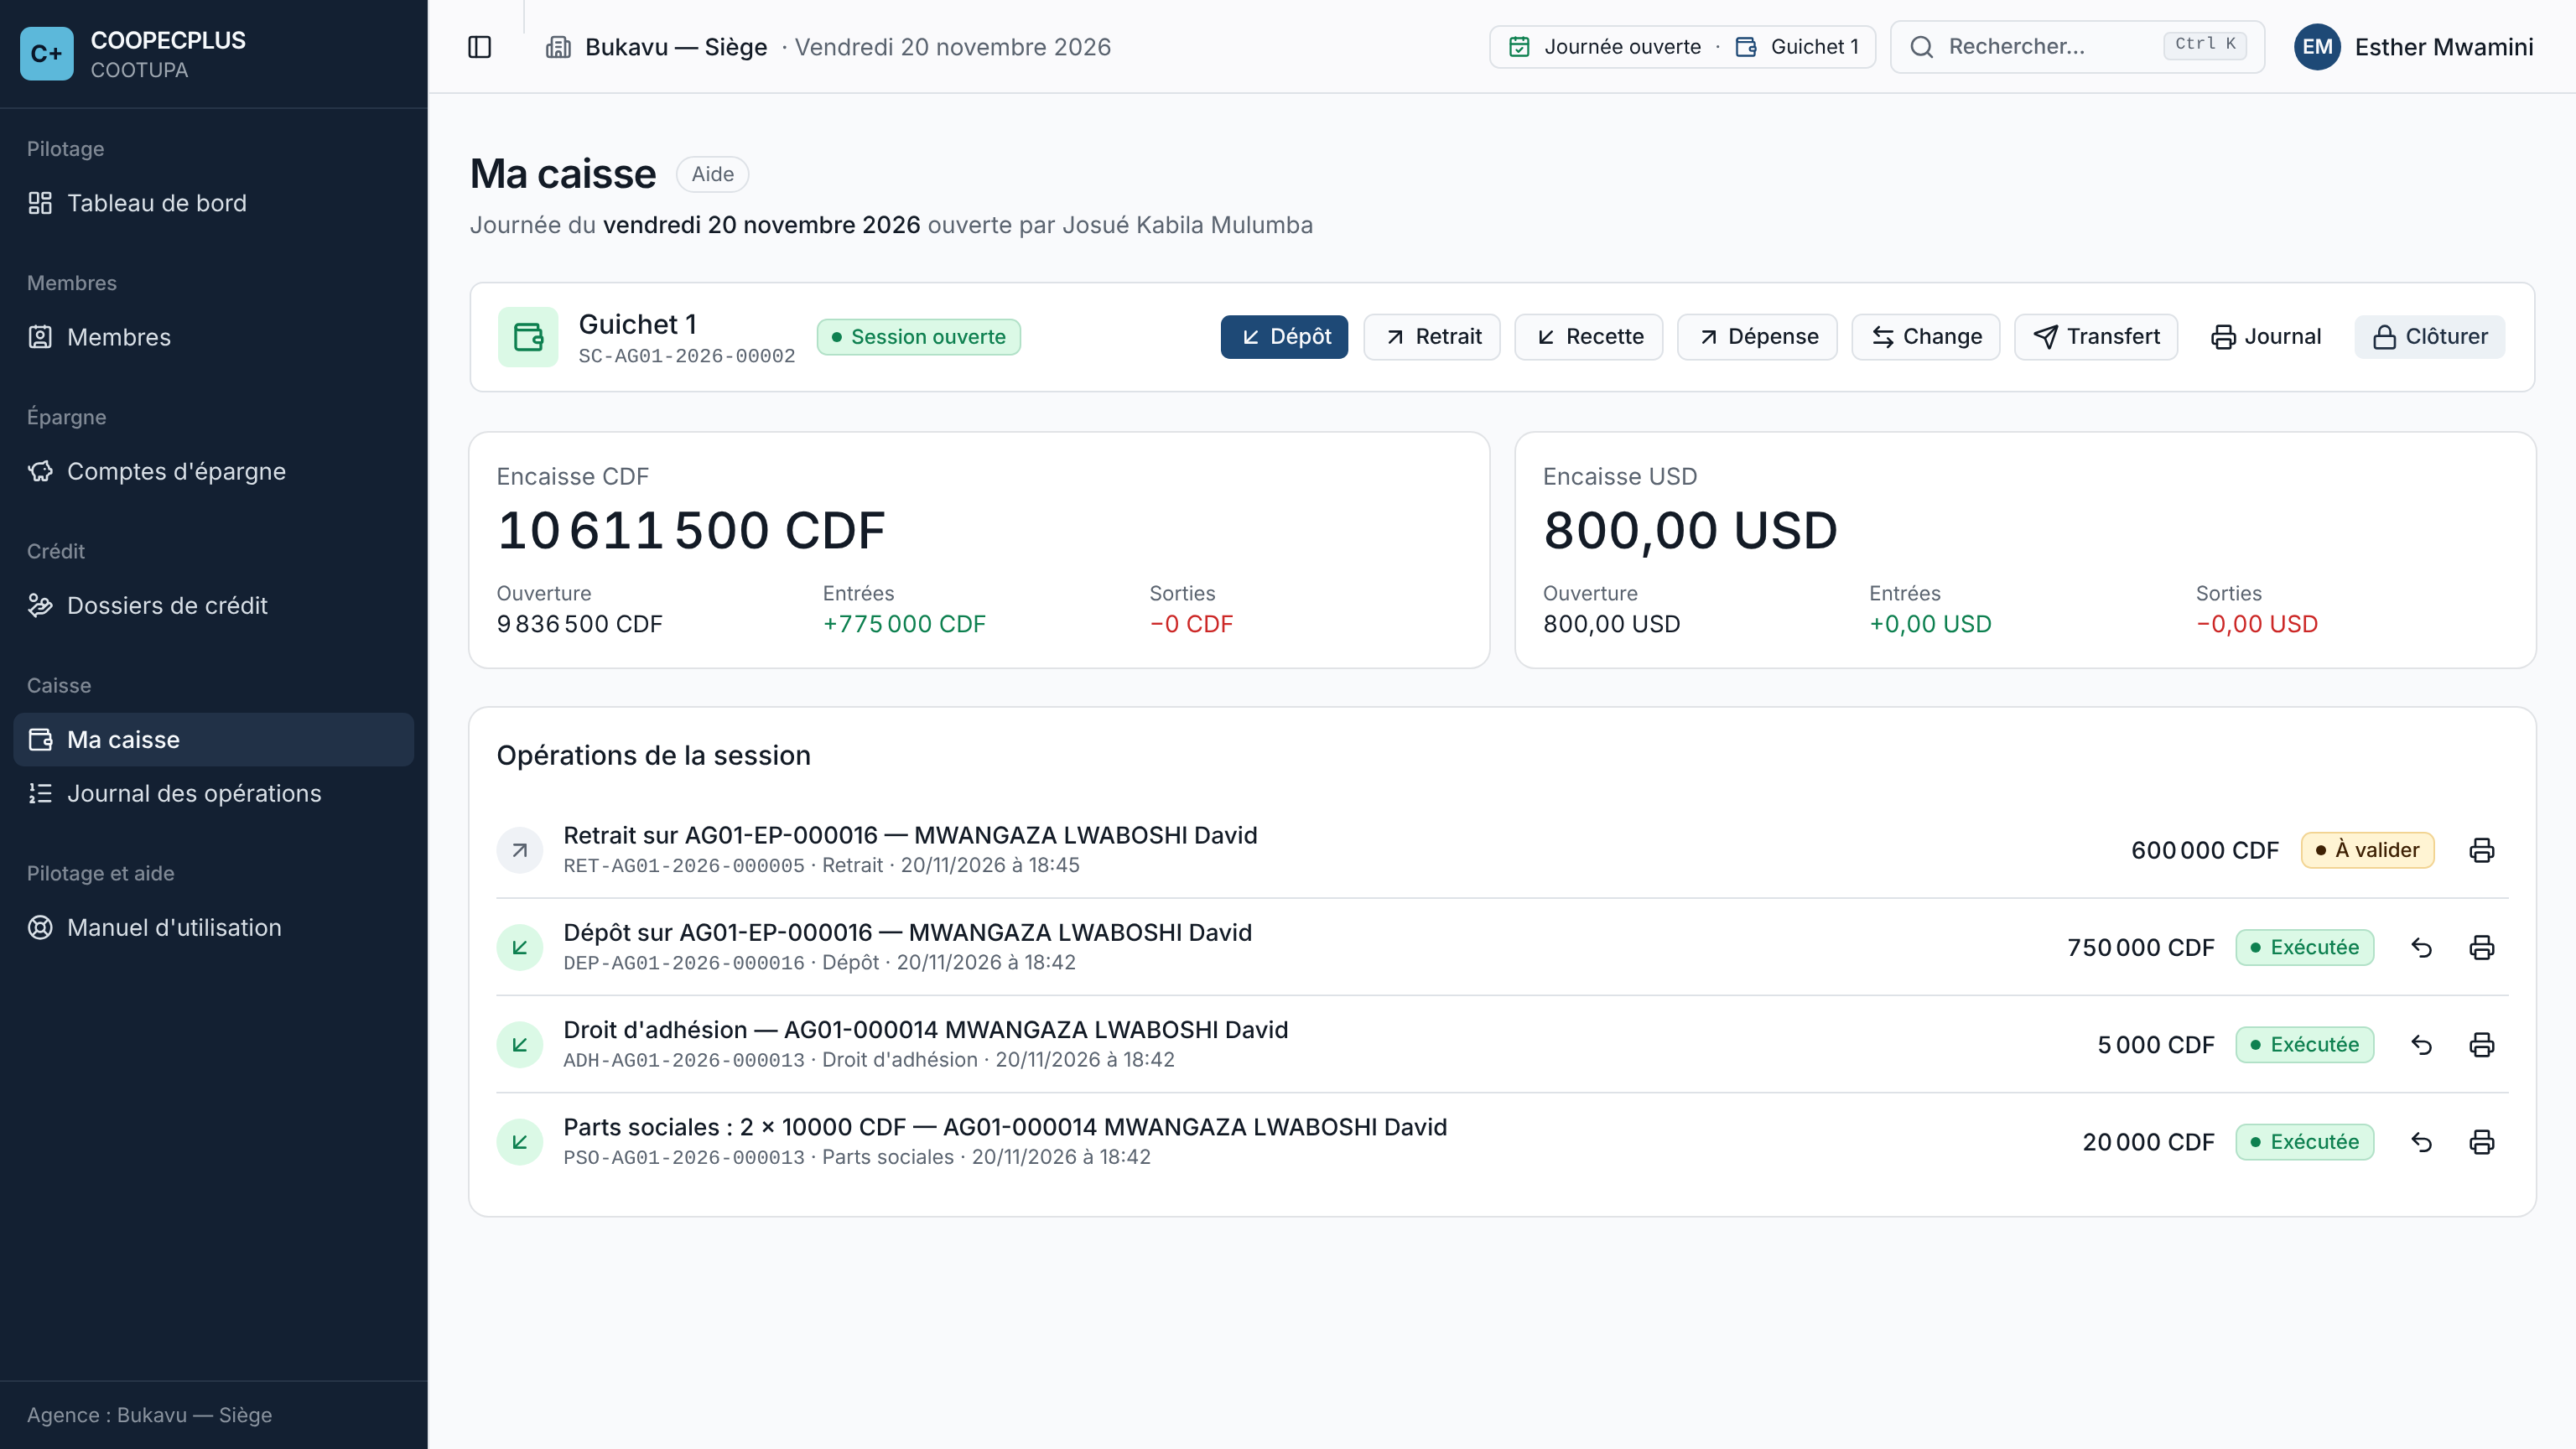 C+
COOPECPLUS
COOTUPA
Pilotage
Tableau de bord
Membres
Membres
Épargne
Comptes d'épargne
Crédit
Dossiers de crédit
Caisse
Ma caisse
Journal des opérations
Pilotage et aide
Manuel d'utilisation
Agence : Bukavu — Siège
Bukavu — Siège · Vendredi 20 novembre 2026
Journée ouverte · Guichet 1
Rechercher... Ctrl K
EM Esther Mwamini
Ma caisse Aide
Journée du vendredi 20 novembre 2026 ouverte par Josué Kabila Mulumba
Guichet 1
SC-AG01-2026-00002
Session ouverte
Dépôt Retrait Recette Dépense Change Transfert Journal Clôturer
Encaisse CDF
10 611 500 CDF
Ouverture Entrées Sorties
9 836 500 CDF +775 000 CDF −0 CDF
Encaisse USD
800,00 USD
Ouverture Entrées Sorties
800,00 USD +0,00 USD −0,00 USD
Opérations de la session
Retrait sur AG01-EP-000016 — MWANGAZA LWABOSHI David
RET-AG01-2026-000005 · Retrait · 20/11/2026 à 18:45
600 000 CDF À valider
Dépôt sur AG01-EP-000016 — MWANGAZA LWABOSHI David
DEP-AG01-2026-000016 · Dépôt · 20/11/2026 à 18:42
750 000 CDF Exécutée
Droit d'adhésion — AG01-000014 MWANGAZA LWABOSHI David
ADH-AG01-2026-000013 · Droit d'adhésion · 20/11/2026 à 18:42
5 000 CDF Exécutée
Parts sociales : 2 × 10000 CDF — AG01-000014 MWANGAZA LWABOSHI David
PSO-AG01-2026-000013 · Parts sociales · 20/11/2026 à 18:42
20 000 CDF Exécutée